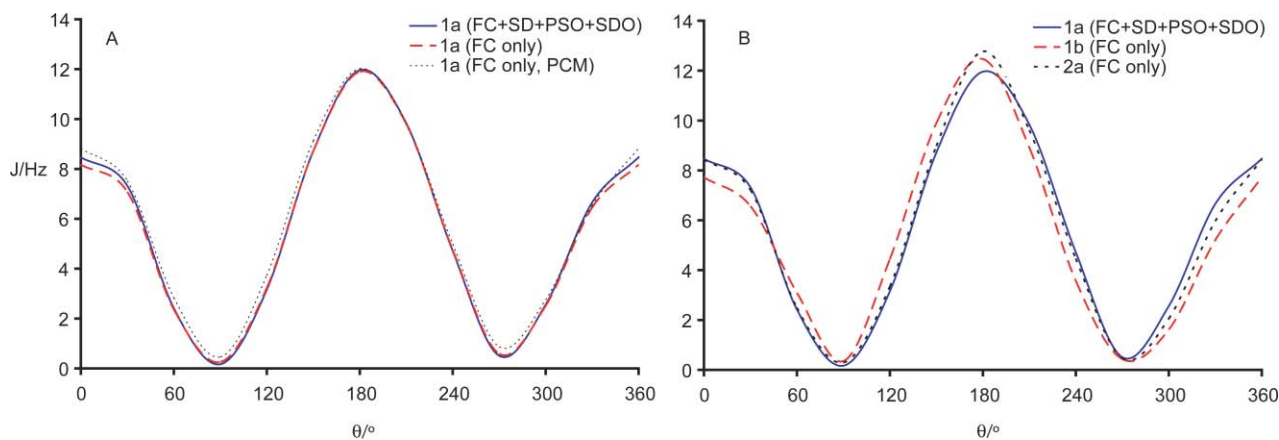 A
1a (FC+SD+PSO+SDO)
1a (FC only)
1a (FC only, PCM)
14
12
10
J/Hz
8
6
4
2
0
0 60 120 180 240 300 360
θ/º
B
1a (FC+SD+PSO+SDO)
1b (FC only)
2a (FC only)
14
12
10
8
6
4
2
0
0 60 120 180 240 300 360
θ/º